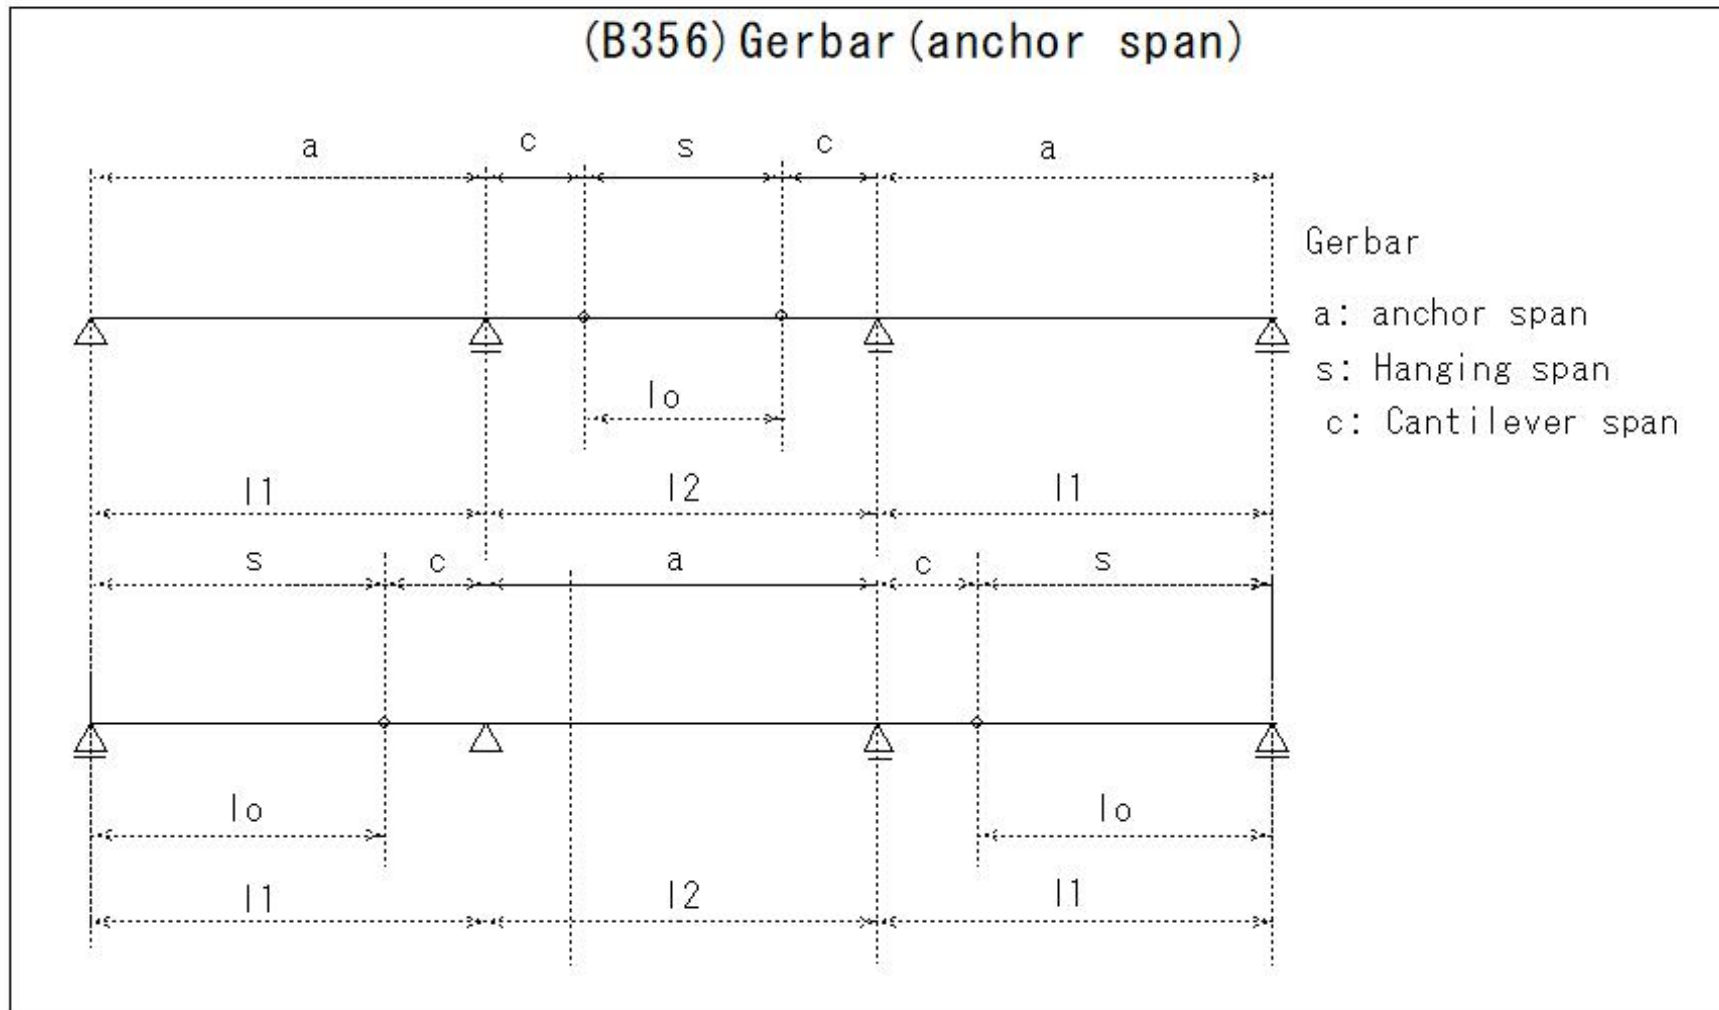 (B356)Gerbar(anchor span)
a c s c a
Gerbar
a: anchor span
s: Hanging span
c: Cantilever span
lo
l1 l2 l1
s c a c s
lo lo
l1 l2 l1